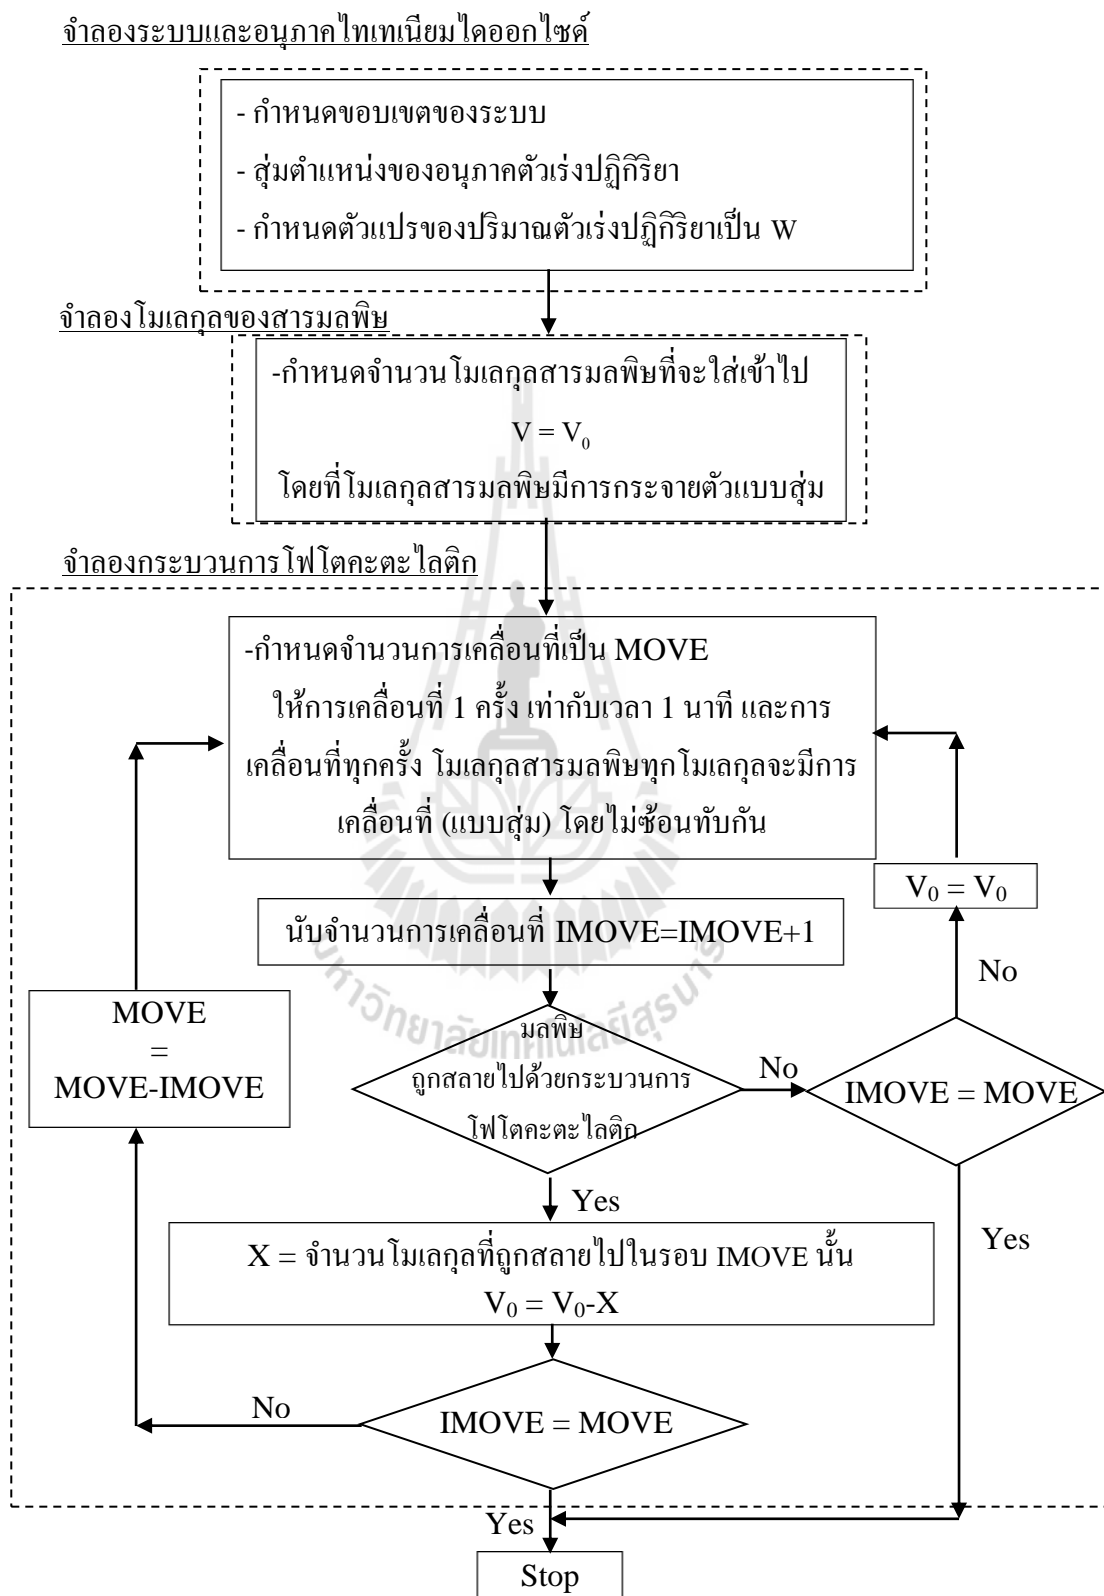 จำลองระบบและอนุภาคไทเทเนียมไดออกไซด์
- กำหนดขอบเขตของระบบ
- สุ่มตำแหน่งของอนุภาคตัวเร่งปฏิกิริยา
- กำหนดตัวแปรของปริมาณตัวเร่งปฏิกิริยาเป็น W
จำลองโมเลกุลของสารมลพิษ
-กำหนดจำนวนโมเลกุลสารมลพิษที่จะใส่เข้าไป
V = V₀
โดยที่โมเลกุลสารมลพิษมีการกระจายตัวแบบสุ่ม
จำลองกระบวนการโฟโตคะตะไลติก
-กำหนดจำนวนการเคลื่อนที่เป็น MOVE
ให้การเคลื่อนที่ 1 ครั้ง เท่ากับเวลา 1 นาที และการ
เคลื่อนที่ทุกครั้ง โมเลกุลสารมลพิษทุกโมเลกุลจะมีการ
เคลื่อนที่ (แบบสุ่ม) โดยไม่ซ้อนทับกัน
V₀ = V₀
นับจำนวนการเคลื่อนที่ IMOVE=IMOVE+1
No
MOVE
=
MOVE-IMOVE
มหาวิทยาลัยเทคโนโลยีสุรนารี
มลพิษ
ถูกสลายไปด้วยกระบวนการ
โฟโตคะตะไลติก
No
IMOVE = MOVE
Yes
Yes
X = จำนวนโมเลกุลที่ถูกสลายไปในรอบ IMOVE นั้น
V₀ = V₀-X
No
IMOVE = MOVE
Yes
Stop